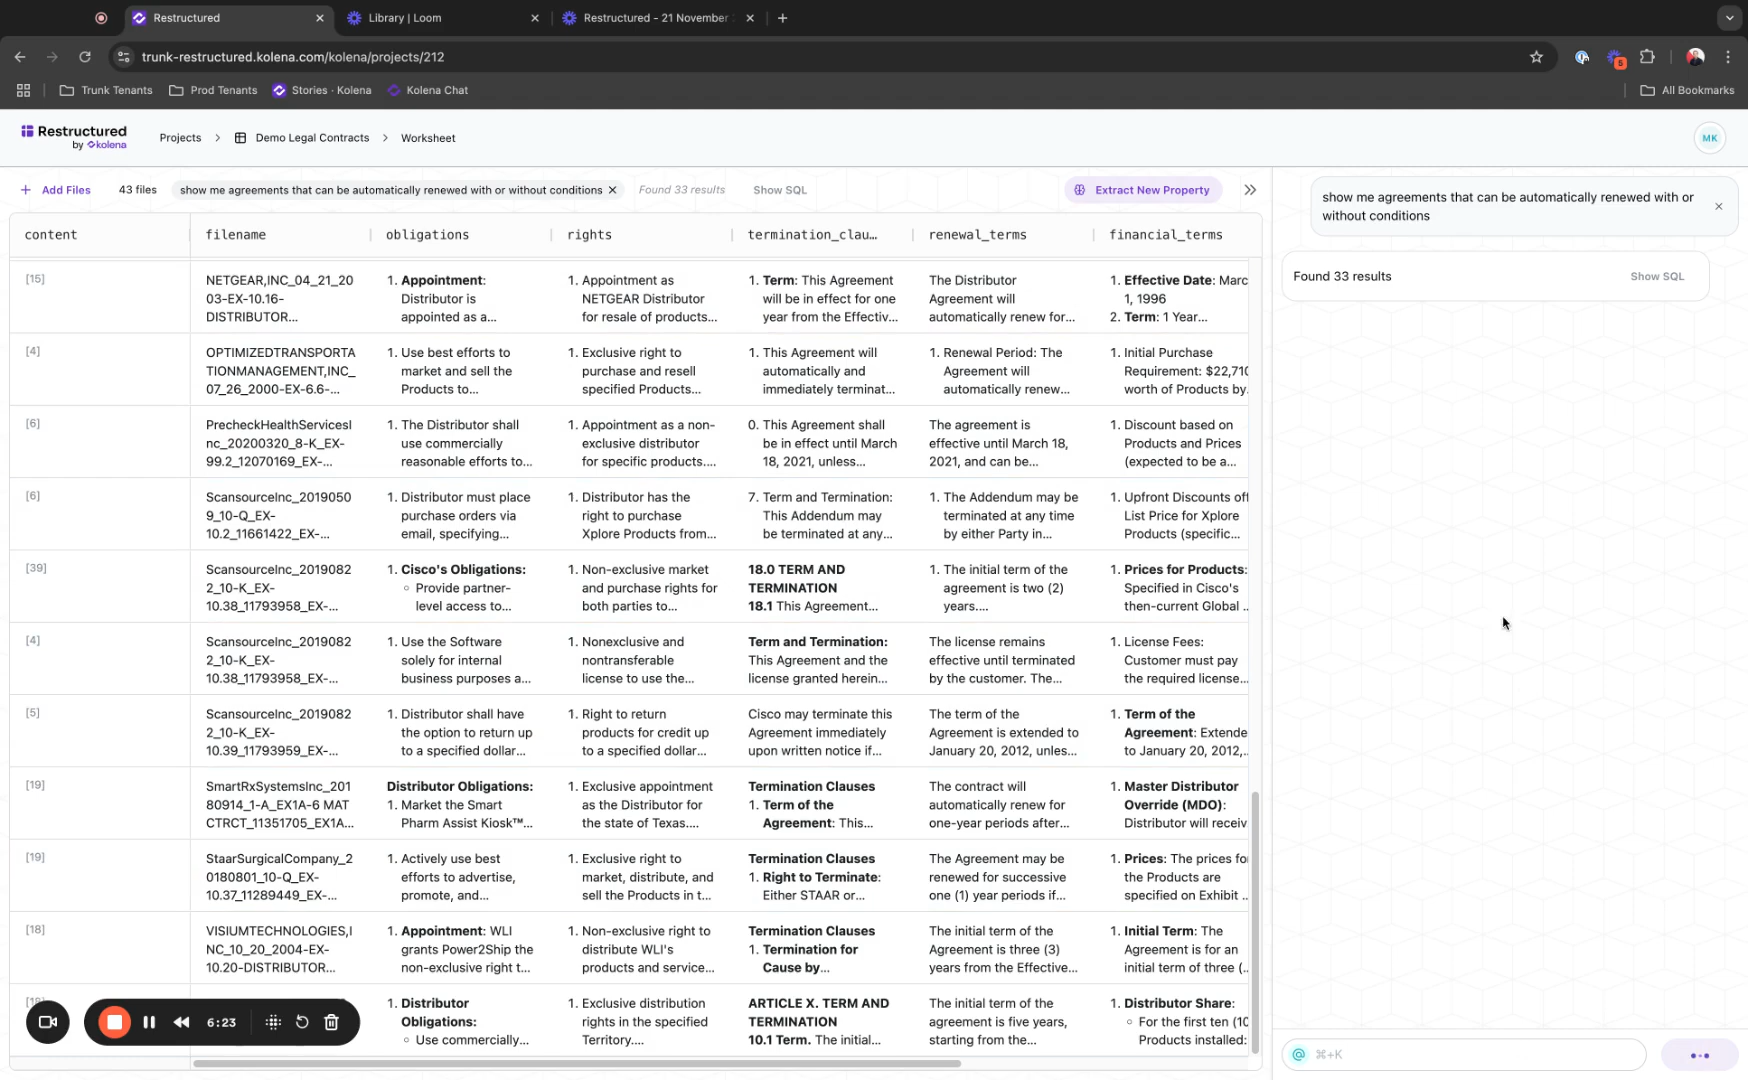 Restructured
Library | Loom
Restructured - 21 November
trunk-restructured.kolena.com/kolena/projects/212
5
Trunk Tenants
Prod Tenants
Stories - Kolena
Kolena Chat
All Bookmarks
Restructured
by kolena
Projects > Demo Legal Contracts > Worksheet
MK
+ Add Files
43 files
show me agreements that can be automatically renewed with or without conditions
Found 33 results
Show SQL
Extract New Property
content
filename
obligations
rights
termination_clau...
renewal_terms
financial_terms
[15]
NETGEAR,INC_04_21_20
03-EX-10.16-
DISTRIBUTOR...
1. Appointment:
Distributor is
appointed as a...
1. Appointment as
NETGEAR Distributor
for resale of products...
1. Term: This Agreement
will be in effect for one
year from the Effectiv...
The Distributor
Agreement will
automatically renew for...
1. Effective Date: Marc
1, 1996
2. Term: 1 Year...
[4]
OPTIMIZEDTRANSPORTA
TIONMANAGEMENT,INC_
07_26_2000-EX-6.6-...
1. Use best efforts to
market and sell the
Products to...
1. Exclusive right to
purchase and resell
specified Products...
1. This Agreement will
automatically and
immediately terminat...
1. Renewal Period: The
Agreement will
automatically renew...
1. Initial Purchase
Requirement: $22,710
worth of Products by.
[6]
PrecheckHealthServicesI
nc_20200320_8-K_EX-
99.2_12070169_EX-...
1. The Distributor shall
use commercially
reasonable efforts to...
1. Appointment as a non-
exclusive distributor
for specific products....
0. This Agreement shall
be in effect until March
18, 2021, unless...
The agreement is
effective until March 18,
2021, and can be...
1. Discount based on
Products and Prices
(expected to be a...
[6]
ScansourceInc_2019050
9_10-Q_EX-
10.2_11661422_EX-...
1. Distributor must place
purchase orders via
email, specifying...
1. Distributor has the
right to purchase
Xplore Products from...
7. Term and Termination:
This Addendum may
be terminated at any...
1. The Addendum may be
terminated at any time
by either Party in...
1. Upfront Discounts off
List Price for Xplore
Products (specific...
[39]
ScansourceInc_2019082
2_10-K_EX-
10.38_11793958_EX-...
1. Cisco's Obligations:
○ Provide partner-
level access to...
1. Non-exclusive market
and purchase rights for
both parties to...
18.0 TERM AND
TERMINATION
18.1 This Agreement...
1. The initial term of the
agreement is two (2)
years....
1. Prices for Products:
Specified in Cisco's
then-current Global ..
[4]
ScansourceInc_2019082
2_10-K_EX-
10.38_11793958_EX-...
1. Use the Software
solely for internal
business purposes a...
1. Nonexclusive and
nontransferable
license to use the...
Term and Termination:
This Agreement and the
license granted herein...
The license remains
effective until terminated
by the customer. The...
1. License Fees:
Customer must pay
the required license...
[5]
ScansourceInc_2019082
2_10-K_EX-
10.39_11793959_EX-...
1. Distributor shall have
the option to return up
to a specified dollar...
1. Right to return
products for credit up
to a specified dollar...
Cisco may terminate this
Agreement immediately
upon written notice if...
The term of the
Agreement is extended to
January 20, 2012, unles...
1. Term of the
Agreement: Extende
to January 20, 2012,..
[19]
SmartRxSystemsInc_201
80914_1-A_EX1A-6 MAT
CTRCT_11351705_EX1A...
Distributor Obligations:
1. Market the Smart
Pharm Assist Kiosk™...
1. Exclusive appointment
as the Distributor for
the state of Texas....
Termination Clauses
1. Term of the
Agreement: This...
The contract will
automatically renew for
one-year periods after...
1. Master Distributor
Override (MDO):
Distributor will receiv
[19]
StaarSurgicalCompany_2
0180801_10-Q_EX-
10.37_11289449_EX-...
1. Actively use best
efforts to advertise,
promote, and...
1. Exclusive right to
market, distribute, and
sell the Products in t...
Termination Clauses
1. Right to Terminate:
Either STAAR or...
The Agreement may be
renewed for successive
one (1) year periods if...
1. Prices: The prices fo
the Products are
specified on Exhibit ..
[18]
VISIUMTECHNOLOGIES,I
NC_10_20_2004-EX-
10.20-DISTRIBUTOR...
1. Appointment: WLI
grants Power2Ship the
non-exclusive right t...
1. Non-exclusive right to
distribute WLI's
products and service...
Termination Clauses
1. Termination for
Cause by...
The initial term of the
Agreement is three (3)
years from the Effective...
1. Initial Term: The
Agreement is for an
initial term of three (..
1. Distributor
Obligations:
○ Use commercially...
1. Exclusive distribution
rights in the specified
Territory....
ARTICLE X. TERM AND
TERMINATION
10.1 Term. The initial...
The initial term of the
agreement is five years,
starting from the...
1. Distributor Share:
○ For the first ten (10
Products installed:
6:23
show me agreements that can be automatically renewed with or
without conditions
Found 33 results
Show SQL
@ ⌘+K